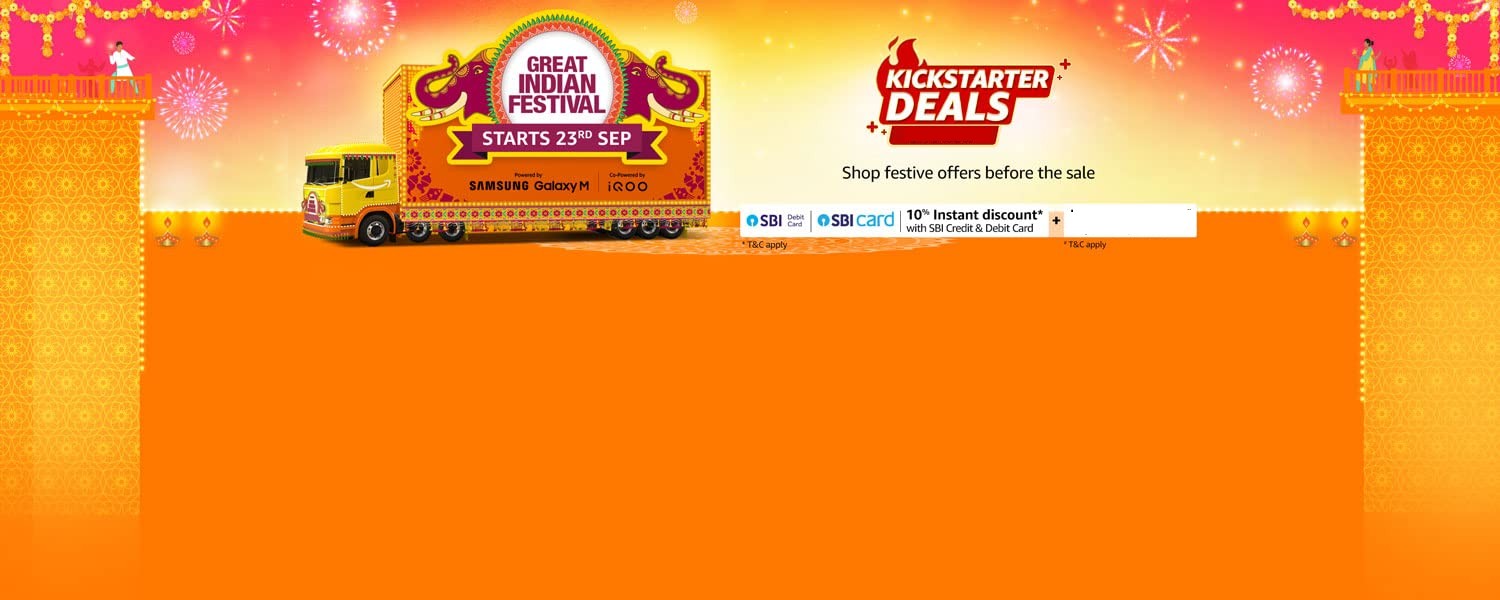 GREAT
INDIAN
FESTIVAL
STARTS 23RD SEP
Powered by
SAMSUNG Galaxy M
Co-Powered by
iQOO
KICKSTARTER
DEALS
Shop festive offers before the sale
SBI Debit Card
SBI card
10% Instant discount*
with SBI Credit & Debit Card
+
* T&C apply
* T&C apply